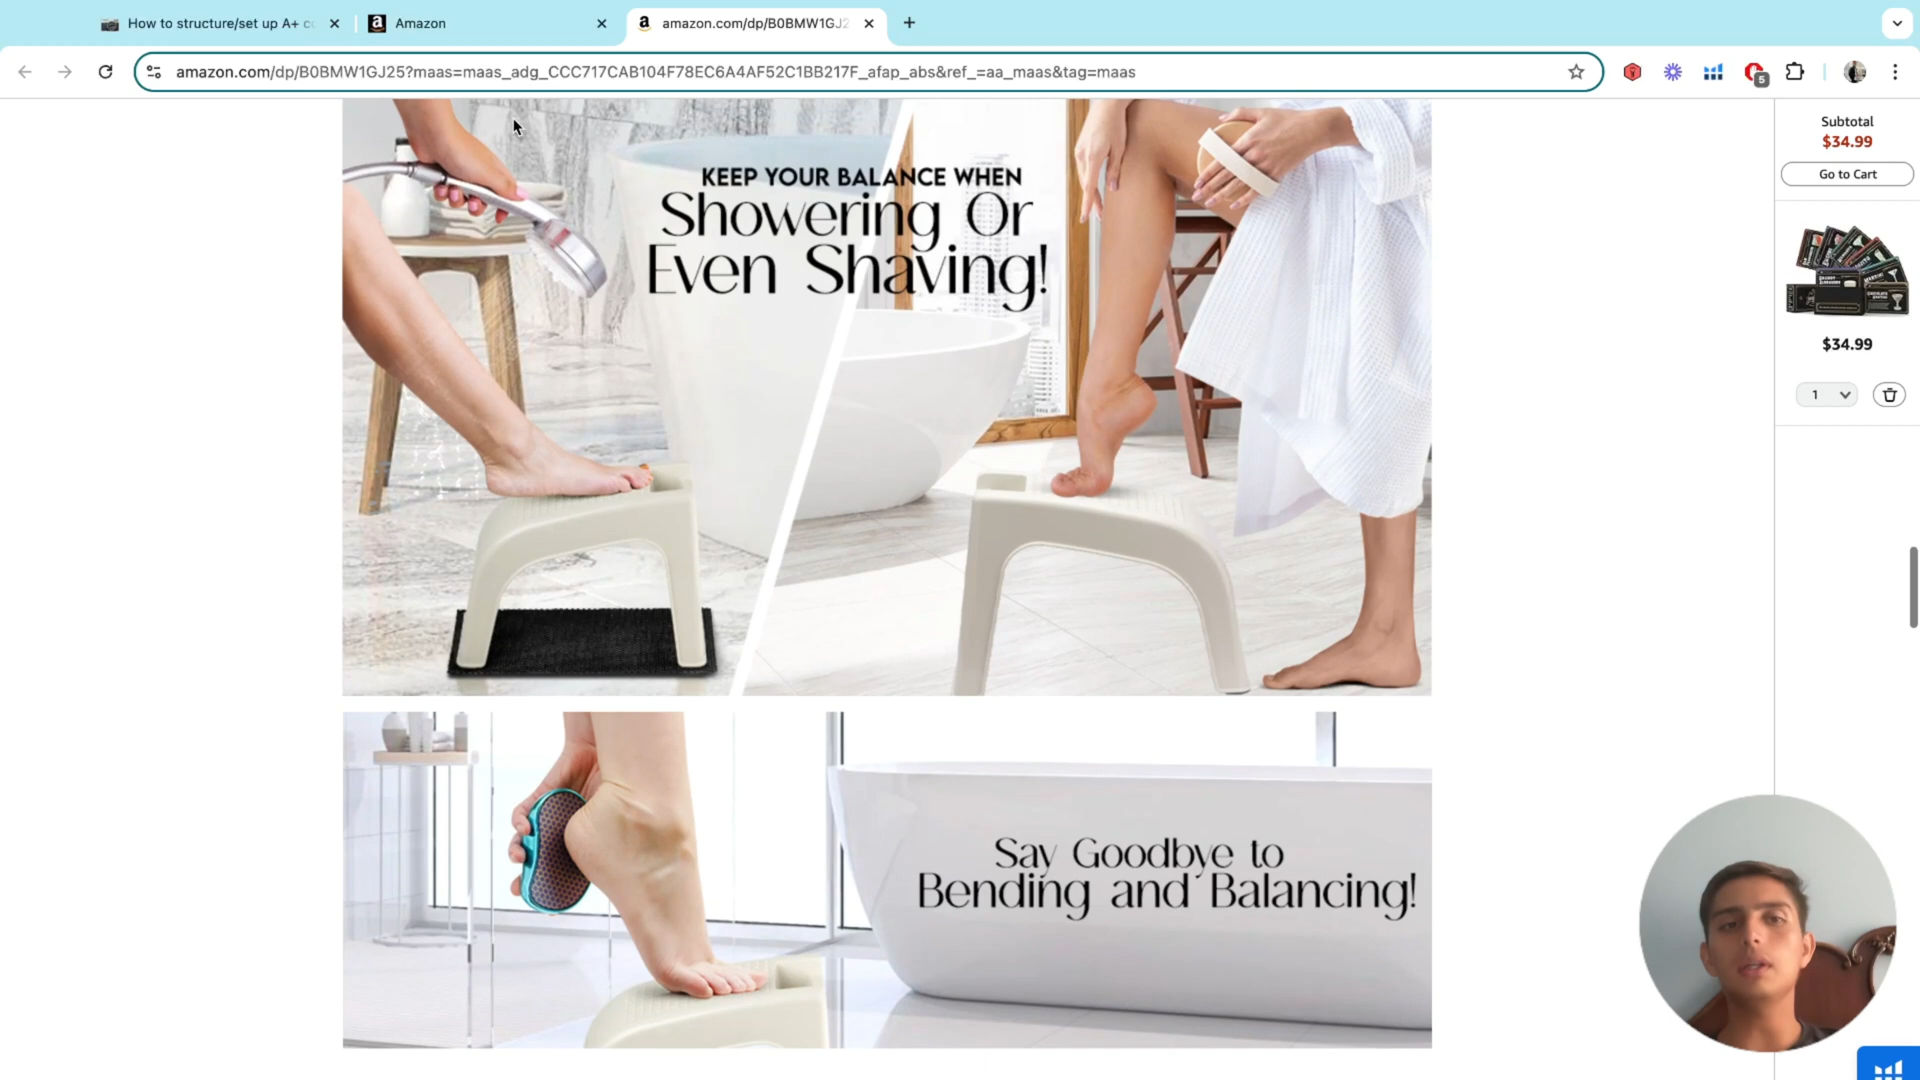 How to structure/set up A+ c
Amazon
amazon.com/dp/B0BMW1GJ2
amazon.com/dp/B0BMW1GJ25?maas=maas_adg_CCC717CAB104F78EC6A4AF52C1BB217F_afap_abs&ref_=aa_maas&tag=maas
5
Subtotal
$34.99
Go to Cart
$34.99
1
KEEP YOUR BALANCE WHEN
Showering Or
Even Shaving!
Say Goodbye to
Bending and Balancing!